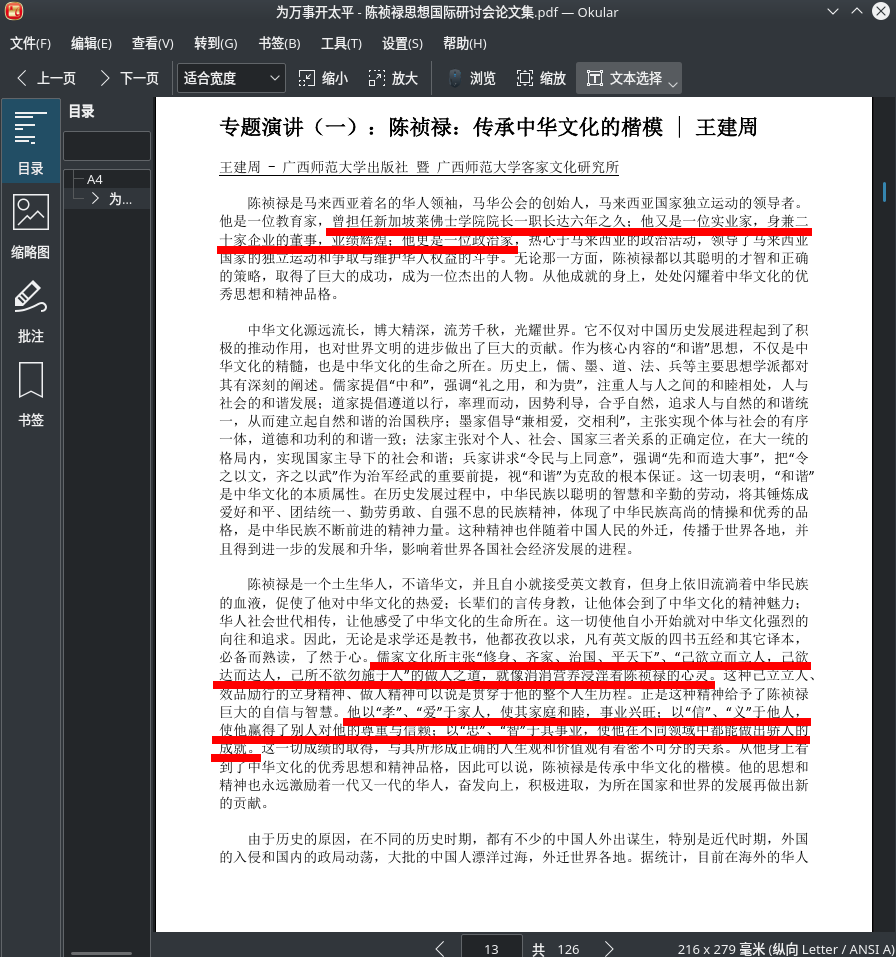 为万事开太平 - 陈祯禄思想国际研讨会论文集.pdf — Okular
文件(F) 编辑(E) 查看(V) 转到(G) 书签(B) 工具(T) 设置(S) 帮助(H)
上一页 下一页 适合宽度 缩小 放大 浏览 缩放 文本选择
目录
目录
缩略图
批注
书签
A4
为...
专题演讲（一）：陈祯禄：传承中华文化的楷模 | 王建周
王建周 - 广西师范大学出版社 暨 广西师范大学客家文化研究所
陈祯禄是马来西亚着名的华人领袖，马华公会的创始人，马来西亚国家独立运动的领导者。
他是一位教育家，曾担任新加坡莱佛士学院院长一职长达六年之久；他又是一位实业家，身兼二
十家企业的董事，业绩辉煌；他更是一位政治家，热心于马来西亚的政治活动，领导了马来西亚
国家的独立运动和争取与维护华人权益的斗争。无论那一方面，陈祯禄都以其聪明的才智和正确
的策略，取得了巨大的成功，成为一位杰出的人物。从他成就的身上，处处闪耀着中华文化的优
秀思想和精神品格。
中华文化源远流长，博大精深，流芳千秋，光耀世界。它不仅对中国历史发展进程起到了积
极的推动作用，也对世界文明的进步做出了巨大的贡献。作为核心内容的“和谐”思想，不仅是中
华文化的精髓，也是中华文化的生命之所在。历史上，儒、墨、道、法、兵等主要思想学派都对
其有深刻的阐述。儒家提倡“中和”，强调“礼之用，和为贵”，注重人与人之间的和睦相处，人与
社会的和谐发展；道家提倡遵道以行，率理而动，因势利导，合乎自然，追求人与自然的和谐统
一，从而建立起自然和谐的治国秩序；墨家倡导“兼相爱，交相利”，主张实现个体与社会的有序
一体，道德和功利的和谐一致；法家主张对个人、社会、国家三者关系的正确定位，在大一统的
格局内，实现国家主导下的社会和谐；兵家讲求“令民与上同意”，强调“先和而造大事”，把“令
之以文，齐之以武”作为治军经武的重要前提，视“和谐”为克敌的根本保证。这一切表明，“和谐”
是中华文化的本质属性。在历史发展过程中，中华民族以聪明的智慧和辛勤的劳动，将其锤炼成
爱好和平、团结统一、勤劳勇敢、自强不息的民族精神，体现了中华民族高尚的情操和优秀的品
格，是中华民族不断前进的精神力量。这种精神也伴随着中国人民的外迁，传播于世界各地，并
且得到进一步的发展和升华，影响着世界各国社会经济发展的进程。
陈祯禄是一个土生华人，不谙华文，并且自小就接受英文教育，但身上依旧流淌着中华民族
的血液，促使了他对中华文化的热爱；长辈们的言传身教，让他体会到了中华文化的精神魅力；
华人社会世代相传，让他感受了中华文化的生命所在。这一切使他自小开始就对中华文化强烈的
向往和追求。因此，无论是求学还是教书，他都孜孜以求，凡有英文版的四书五经和其它译本，
必备而熟读，了然于心。儒家文化所主张“修身、齐家、治国、平天下”、“己欲立而立人，己欲
达而达人，己所不欲勿施于人”的做人之道，就像涓涓营养浸淫着陈祯禄的心灵。这种己立立人、
效品励行的立身精神、做人精神可以说是贯穿于他的整个人生历程。正是这种精神给予了陈祯禄
巨大的自信与智慧。他以“孝”、“爱”于家人，使其家庭和睦，事业兴旺；以“信”、“义”于他人，
使他赢得了别人对他的尊重与信赖；以“忠”、“智”于其事业，使他在不同领域中都能做出骄人的
成就。这一切成绩的取得，与其所形成正确的人生观和价值观有着密不可分的关系。从他身上看
到了中华文化的优秀思想和精神品格，因此可以说，陈祯禄是传承中华文化的楷模。他的思想和
精神也永远激励着一代又一代的华人，奋发向上，积极进取，为所在国家和世界的发展再做出新
的贡献。
由于历史的原因，在不同的历史时期，都有不少的中国人外出谋生，特别是近代时期，外国
的入侵和国内的政局动荡，大批的中国人漂洋过海，外迁世界各地。据统计，目前在海外的华人
13 共 126
216 x 279 毫米 (纵向 Letter / ANSI A)